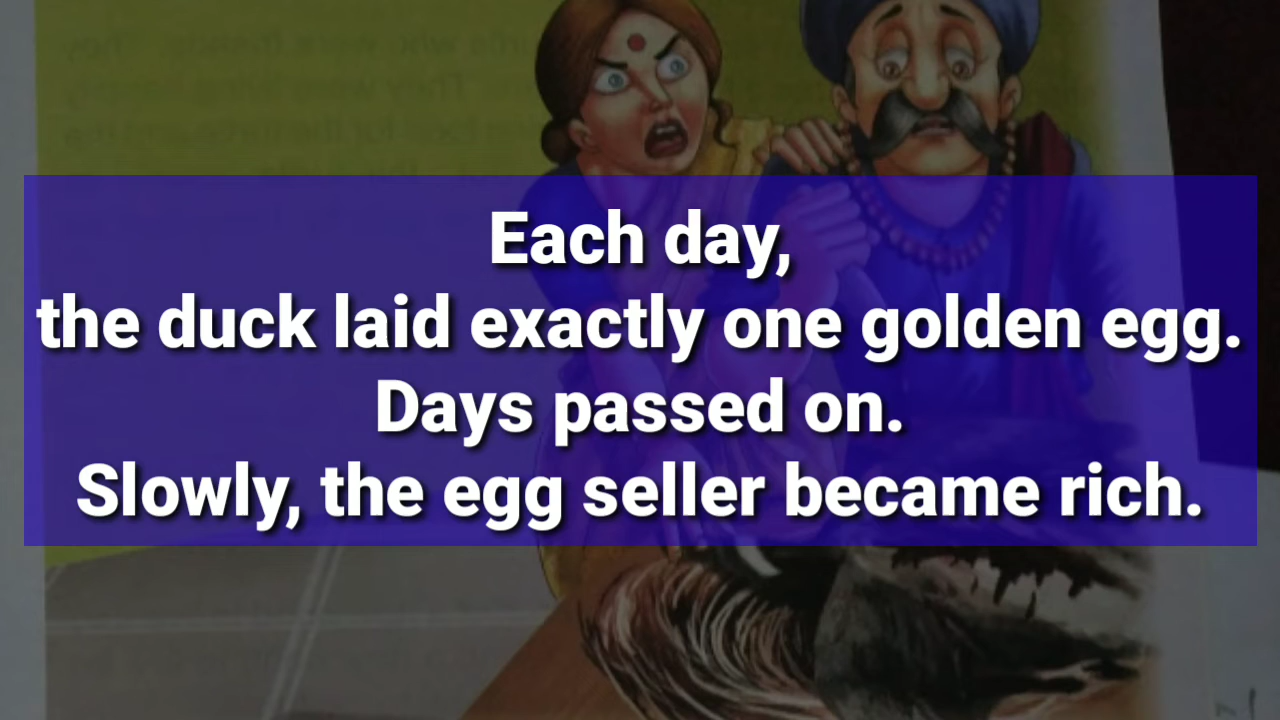 Each day,
the duck laid exactly one golden egg.
Days passed on.
Slowly, the egg seller became rich.